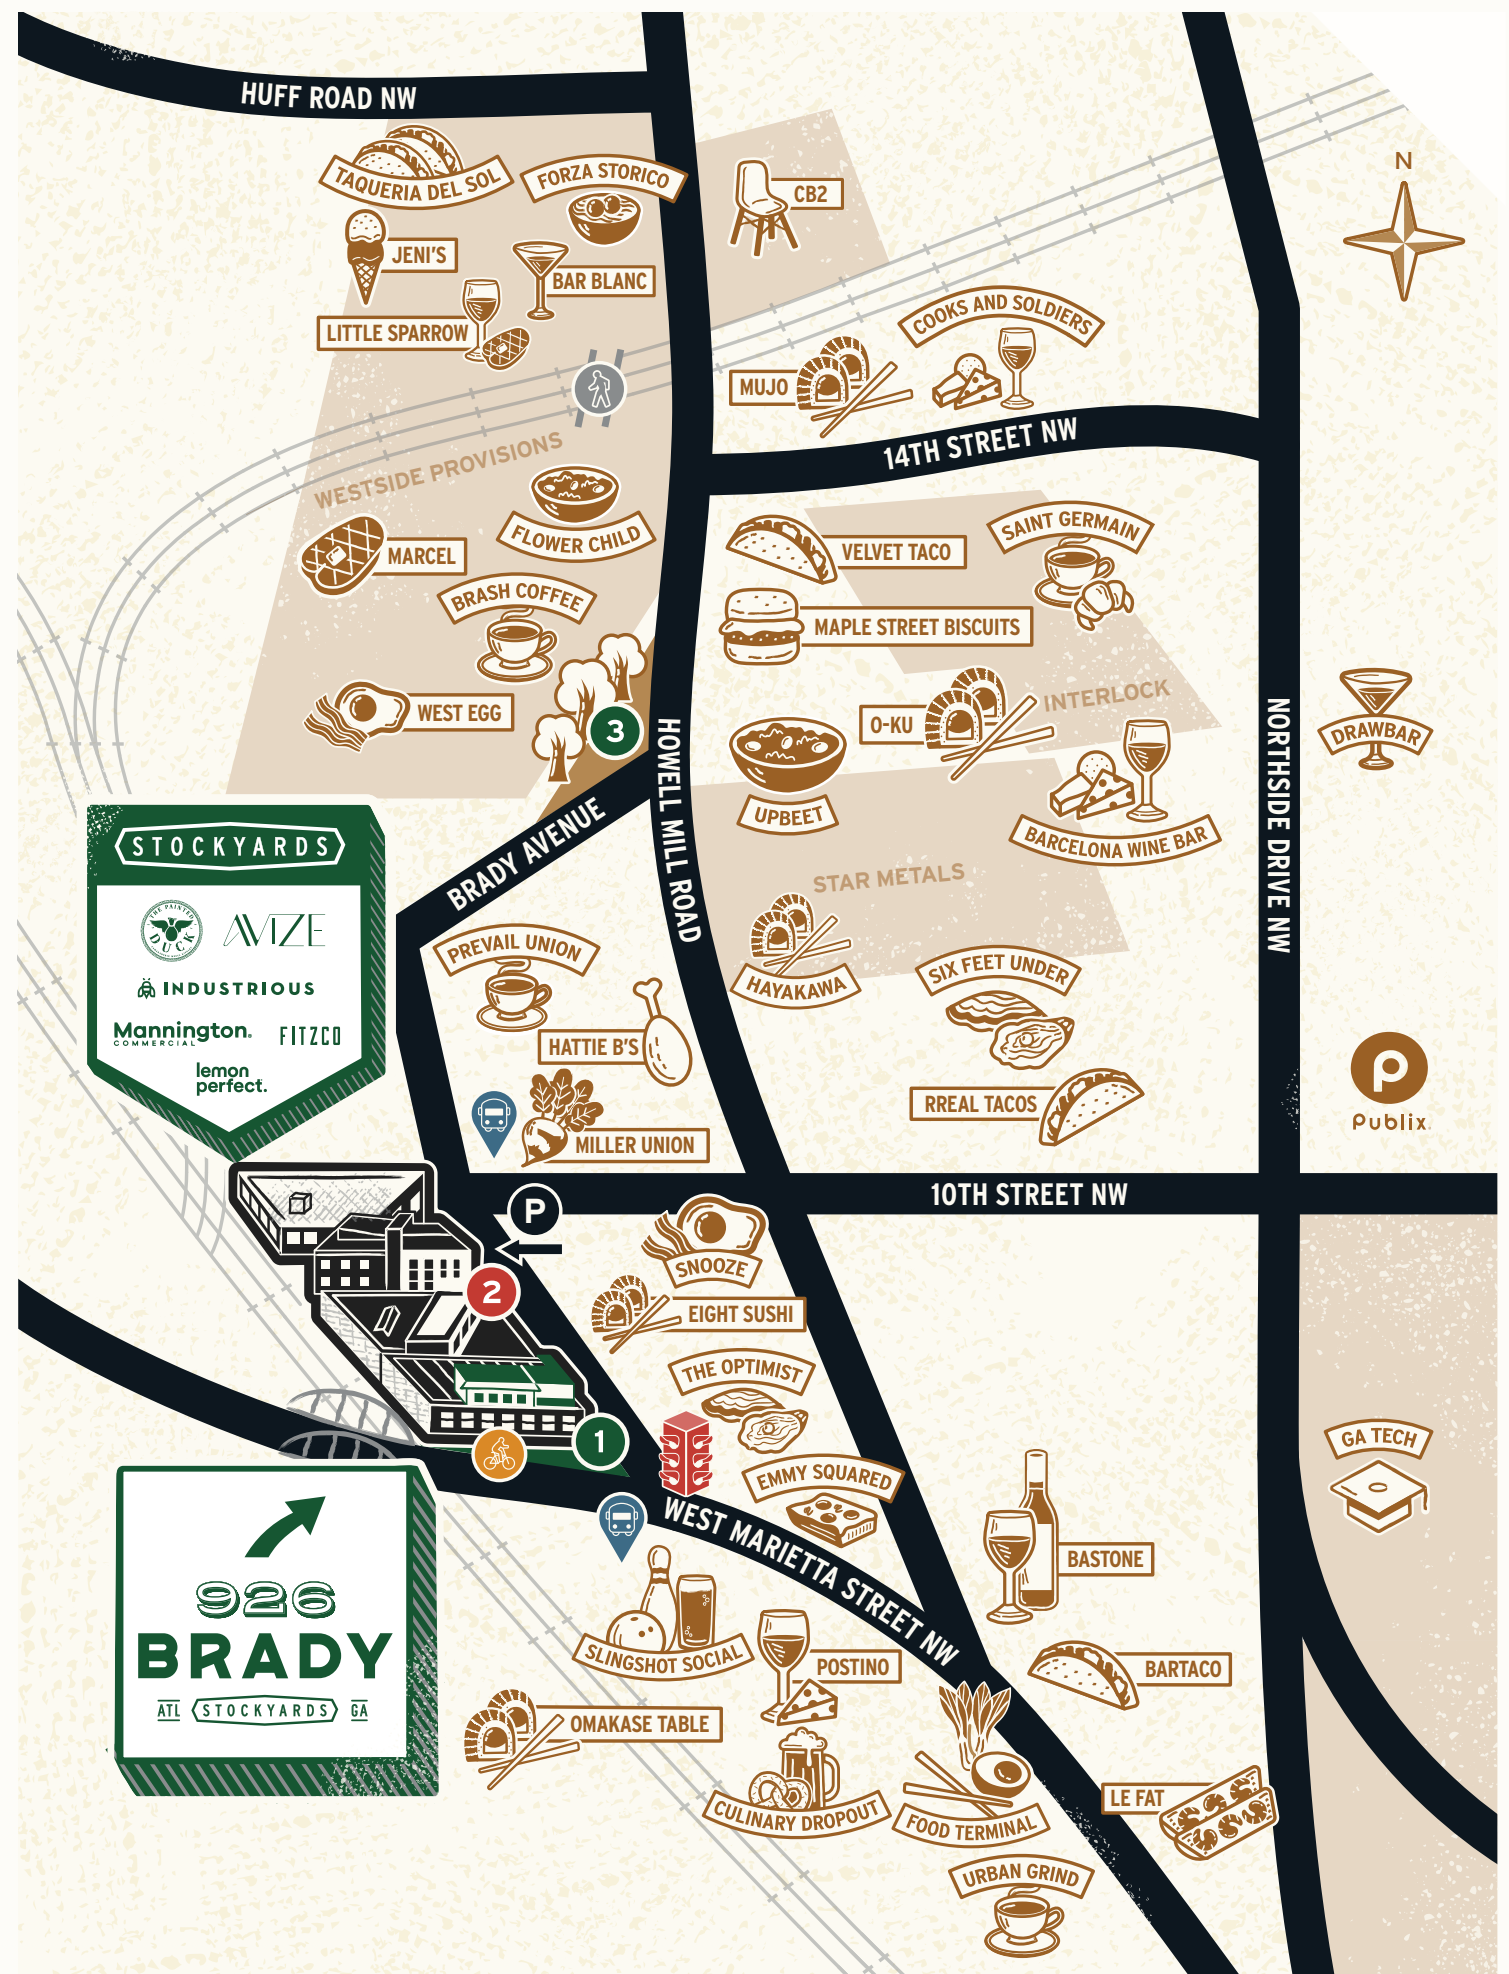 HUFF ROAD NW
N
TAQUERIA DEL SOL
FORZA STORICO
CB2
JENI'S
BAR BLANC
LITTLE SPARROW
COOKS AND SOLDIERS
MUJO
14TH STREET NW
WESTSIDE PROVISIONS
FLOWER CHILD
MARCEL
BRASH COFFEE
WEST EGG
3
VELVET TACO
SAINT GERMAIN
MAPLE STREET BISCUITS
INTERLOCK
O-KU
UPBEET
BARCELONA WINE BAR
DRAWBAR
HOWELL MILL ROAD
NORTHSIDE DRIVE NW
BRADY AVENUE
STAR METALS
HAYAKAWA
SIX FEET UNDER
RREAL TACOS
P
Publix
STOCKYARDS
THE PAINTED
DUCK
AVIZE
INDUSTRIOUS
Mannington.
COMMERCIAL
FITZCO
lemon
perfect.
PREVAIL UNION
HATTIE B'S
MILLER UNION
10TH STREET NW
P
2
SNOOZE
EIGHT SUSHI
THE OPTIMIST
1
EMMY SQUARED
GA TECH
WEST MARIETTA STREET NW
BASTONE
926
BRADY
ATL STOCKYARDS GA
SLINGSHOT SOCIAL
POSTINO
BARTACO
OMAKASE TABLE
CULINARY DROPOUT
FOOD TERMINAL
LE FAT
URBAN GRIND